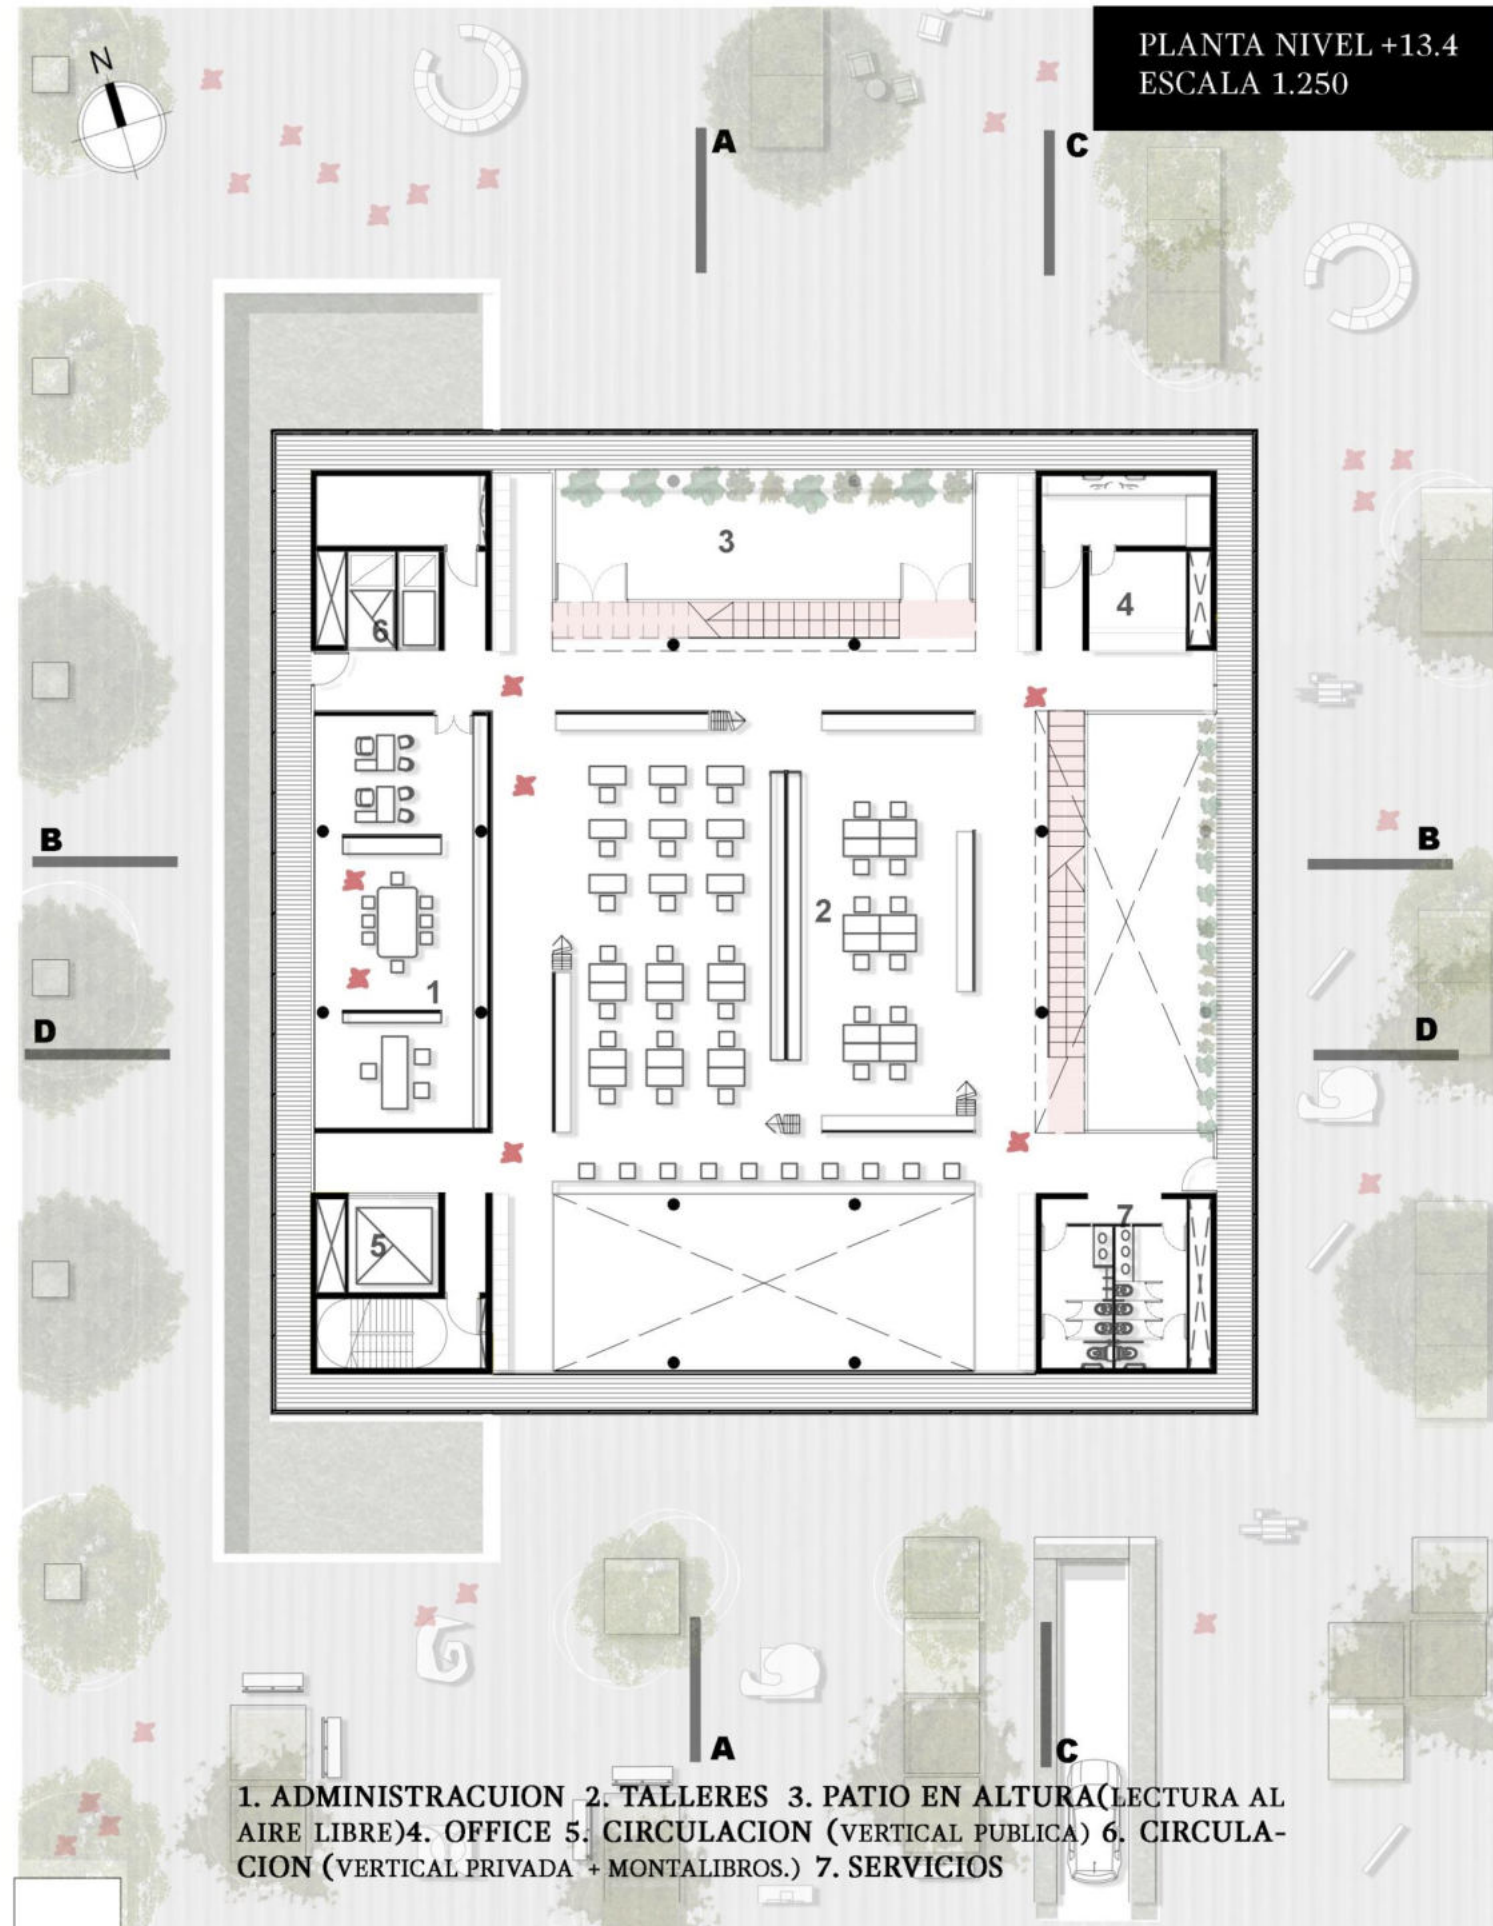 PLANTA NIVEL +13.4
ESCALA 1.250
N
A
C
3
4
6
B
B
2
1
D
D
7
5
A
C
1. ADMINISTRACUION 2. TALLERES 3. PATIO EN ALTURA(LECTURA AL
AIRE LIBRE)4. OFFICE 5. CIRCULACION (VERTICAL PUBLICA) 6. CIRCULA-
CION (VERTICAL PRIVADA + MONTALIBROS.) 7. SERVICIOS